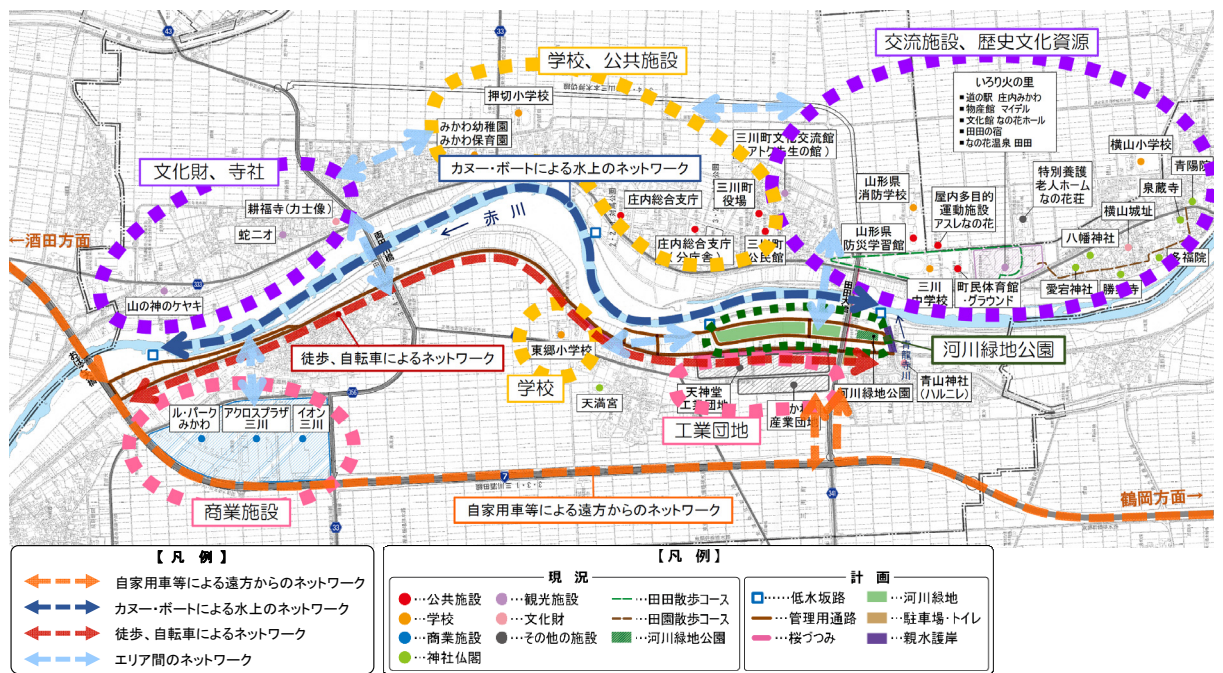 交流施設、歴史文化資源
学校、公共施設
いろり火の里
■ 道の駅 庄内みかわ
■ 物産館 マイデル
■ 文化館 なの花ホール
■ 田田の宿
■ なの花温泉 田田
押切小学校
みかわ幼稚園
みかわ保育園
三川町文化交流館
横山小学校
青陽院
カヌー・ボートによる水上のネットワーク
文化財、寺社
山形県
消防学校
特別養護
老人ホーム
なの花荘
泉蔵寺
庄内総合支庁
三川町
役場
屋内多目的
運動施設
アスレなの花
横山城址
耕福寺(力士像)
← 赤川
蛇ニオ
庄内総合支庁
分庁舎
山形県
防災学習館
八幡神社
←酒田方面
山の神のケヤキ
三川
中学校
町民体育館
・グラウンド
愛宕神社
徒歩、自転車によるネットワーク
東郷小学校
河川緑地公園
学校
青龍寺川
天満宮
天神堂
工業団地
産業団地
河川緑地公園
青山神社
(ハルニレ)
工業団地
ル・パーク
みかわ
アクロスプラザ
三川
イオン
三川
商業施設
自家用車等による遠方からのネットワーク
鶴岡方面→
43
33
333
7
33
341
【 凡 例 】
自家用車等による遠方からのネットワーク
カヌー・ボートによる水上のネットワーク
徒歩、自転車によるネットワーク
エリア間のネットワーク
【 凡 例 】
現 況
計 画
…公共施設
…観光施設
…田田散歩コース
……低水坂路
…河川緑地
…学校
…文化財
…田園散歩コース
…管理用通路
…駐車場・トイレ
…商業施設
…その他の施設
…河川緑地公園
…桜づつみ
…親水護岸
…神社仏閣